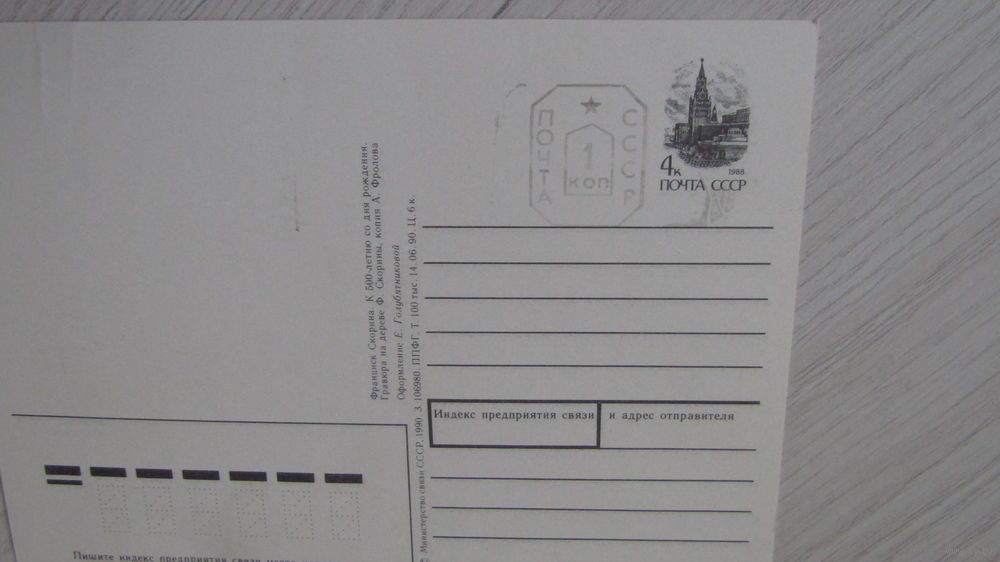 ПОЧТА
СССР
1
коп
4к
1988
ПОЧТА СССР
Франциск Скорина. К 500-летию со дня рождения.
Гравюра на дереве Ф. Скорины, копия А. Фролова
Оформление Е. Голубятниковой
Министерство связи СССР, 1990 З. 106980. ППФГ. Т. 100 тыс. 14.06.90. Ц. 6 к.
Индекс предприятия связи и адрес отправителя
Пишите индекс предприятия связи места